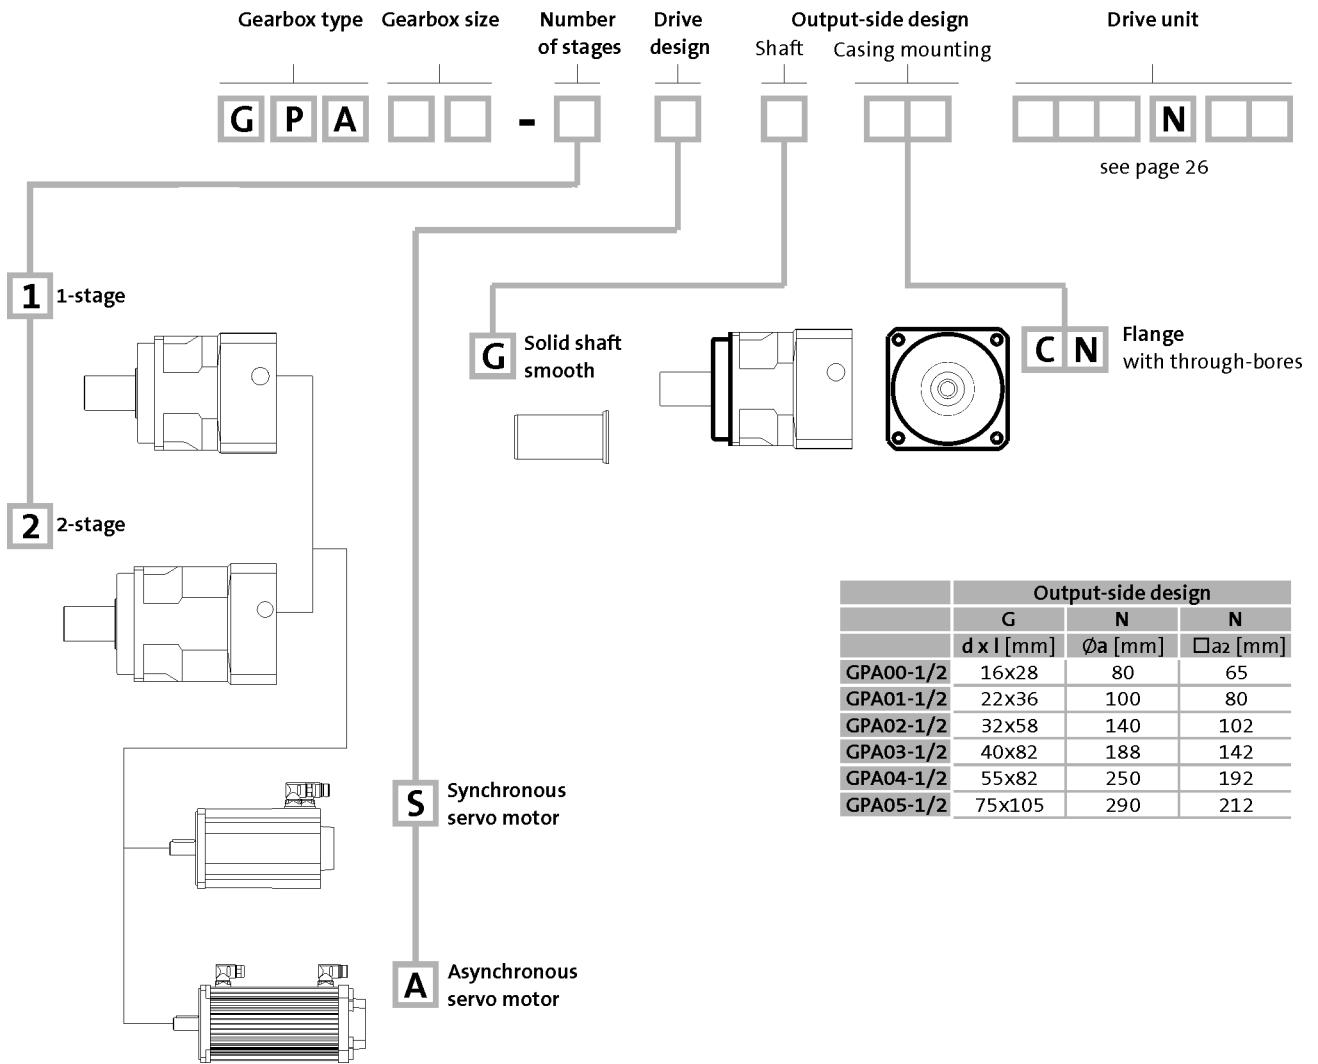 Gearbox type Gearbox size Number of stages Drive design Output-side design Drive unit
Shaft Casing mounting
G P A - N
see page 26
1 1-stage
G Solid shaft
smooth
C N Flange
with through-bores
2 2-stage
Output-side design
G N N
d x l [mm] Øa [mm] □a2 [mm]
GPA00-1/2 16x28 80 65
GPA01-1/2 22x36 100 80
GPA02-1/2 32x58 140 102
GPA03-1/2 40x82 188 142
GPA04-1/2 55x82 250 192
GPA05-1/2 75x105 290 212
S Synchronous
servo motor
A Asynchronous
servo motor